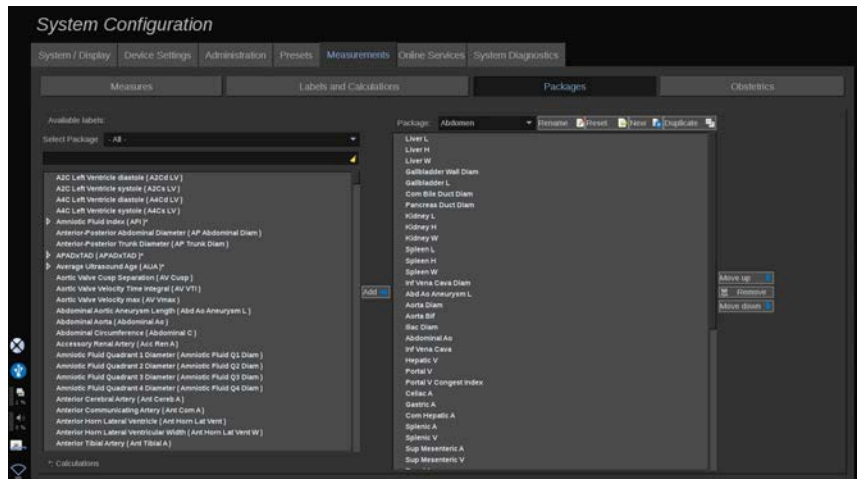 System Configuration
System / Display
Device Settings
Administration
Presets
Measurements
Online Services
System Diagnostics
Measures
Labels and Calculations
Packages
Obstetrics
Available labels:
Select Package - All -
A2C Left Ventricle diastole ( A2Cd LV )
A2C Left Ventricle systole ( A2Cs LV )
A4C Left Ventricle diastole ( A4Cd LV )
A4C Left Ventricle systole ( A4Cs LV )
Amniotic Fluid Index ( AFI )*
Anterior-Posterior Abdominal Diameter ( AP Abdominal Diam )
Anterior-Posterior Trunk Diameter ( AP Trunk Diam )
APADxTAD ( APADxTAD )*
Average Ultrasound Age ( AUA )*
Aortic Valve Cusp Separation ( AV Cusp )
Aortic Valve Velocity Time Integral ( AV VTI )
Aortic Valve Velocity max ( AV Vmax )
Abdominal Aortic Aneurysm Length ( Abd Ao Aneurysm L )
Abdominal Aorta ( Abdominal Ao )
Abdominal Circumference ( Abdominal C )
Accessory Renal Artery ( Acc Ren A )
Amniotic Fluid Quadrant 1 Diameter ( Amniotic Fluid Q1 Diam )
Amniotic Fluid Quadrant 2 Diameter ( Amniotic Fluid Q2 Diam )
Amniotic Fluid Quadrant 3 Diameter ( Amniotic Fluid Q3 Diam )
Amniotic Fluid Quadrant 4 Diameter ( Amniotic Fluid Q4 Diam )
Anterior Cerebral Artery ( Ant Cereb A )
Anterior Communicating Artery ( Ant Com A )
Anterior Horn Lateral Ventricle ( Ant Horn Lat Vent )
Anterior Horn Lateral Ventricular Width ( Ant Horn Lat Vent W )
Anterior Tibial Artery ( Ant Tibial A )
*: Calculations
Add
Package: Abdomen
Rename
Reset
New
Duplicate
Liver L
Liver H
Liver W
Gallbladder Wall Diam
Gallbladder L
Com Bile Duct Diam
Pancreas Duct Diam
Kidney L
Kidney H
Kidney W
Spleen L
Spleen H
Spleen W
Inf Vena Cava Diam
Abd Ao Aneurysm L
Aorta Diam
Aorta Bif
Iliac Diam
Abdominal Ao
Inf Vena Cava
Hepatic V
Portal V
Portal V Congest Index
Celiac A
Gastric A
Com Hepatic A
Splenic A
Splenic V
Sup Mesenteric A
Sup Mesenteric V
Move up
Remove
Move down